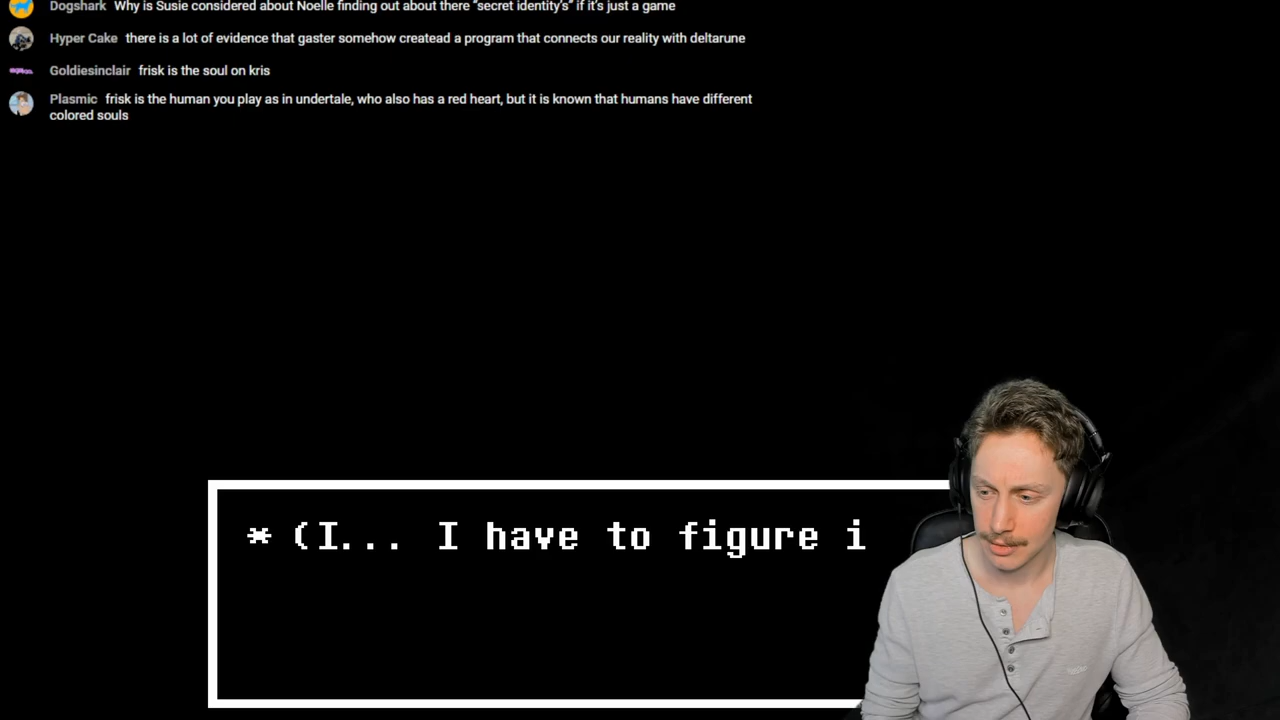 Dogshark Why is Susie considered about Noelle finding out about there "secret identity's" if it's just a game
Hyper Cake there is a lot of evidence that gaster somehow createad a program that connects our reality with deltarune
Goldiesinclair frisk is the soul on kris
Plasmic frisk is the human you play as in undertale, who also has a red heart, but it is known that humans have different
colored souls
* (I... I have to figure i